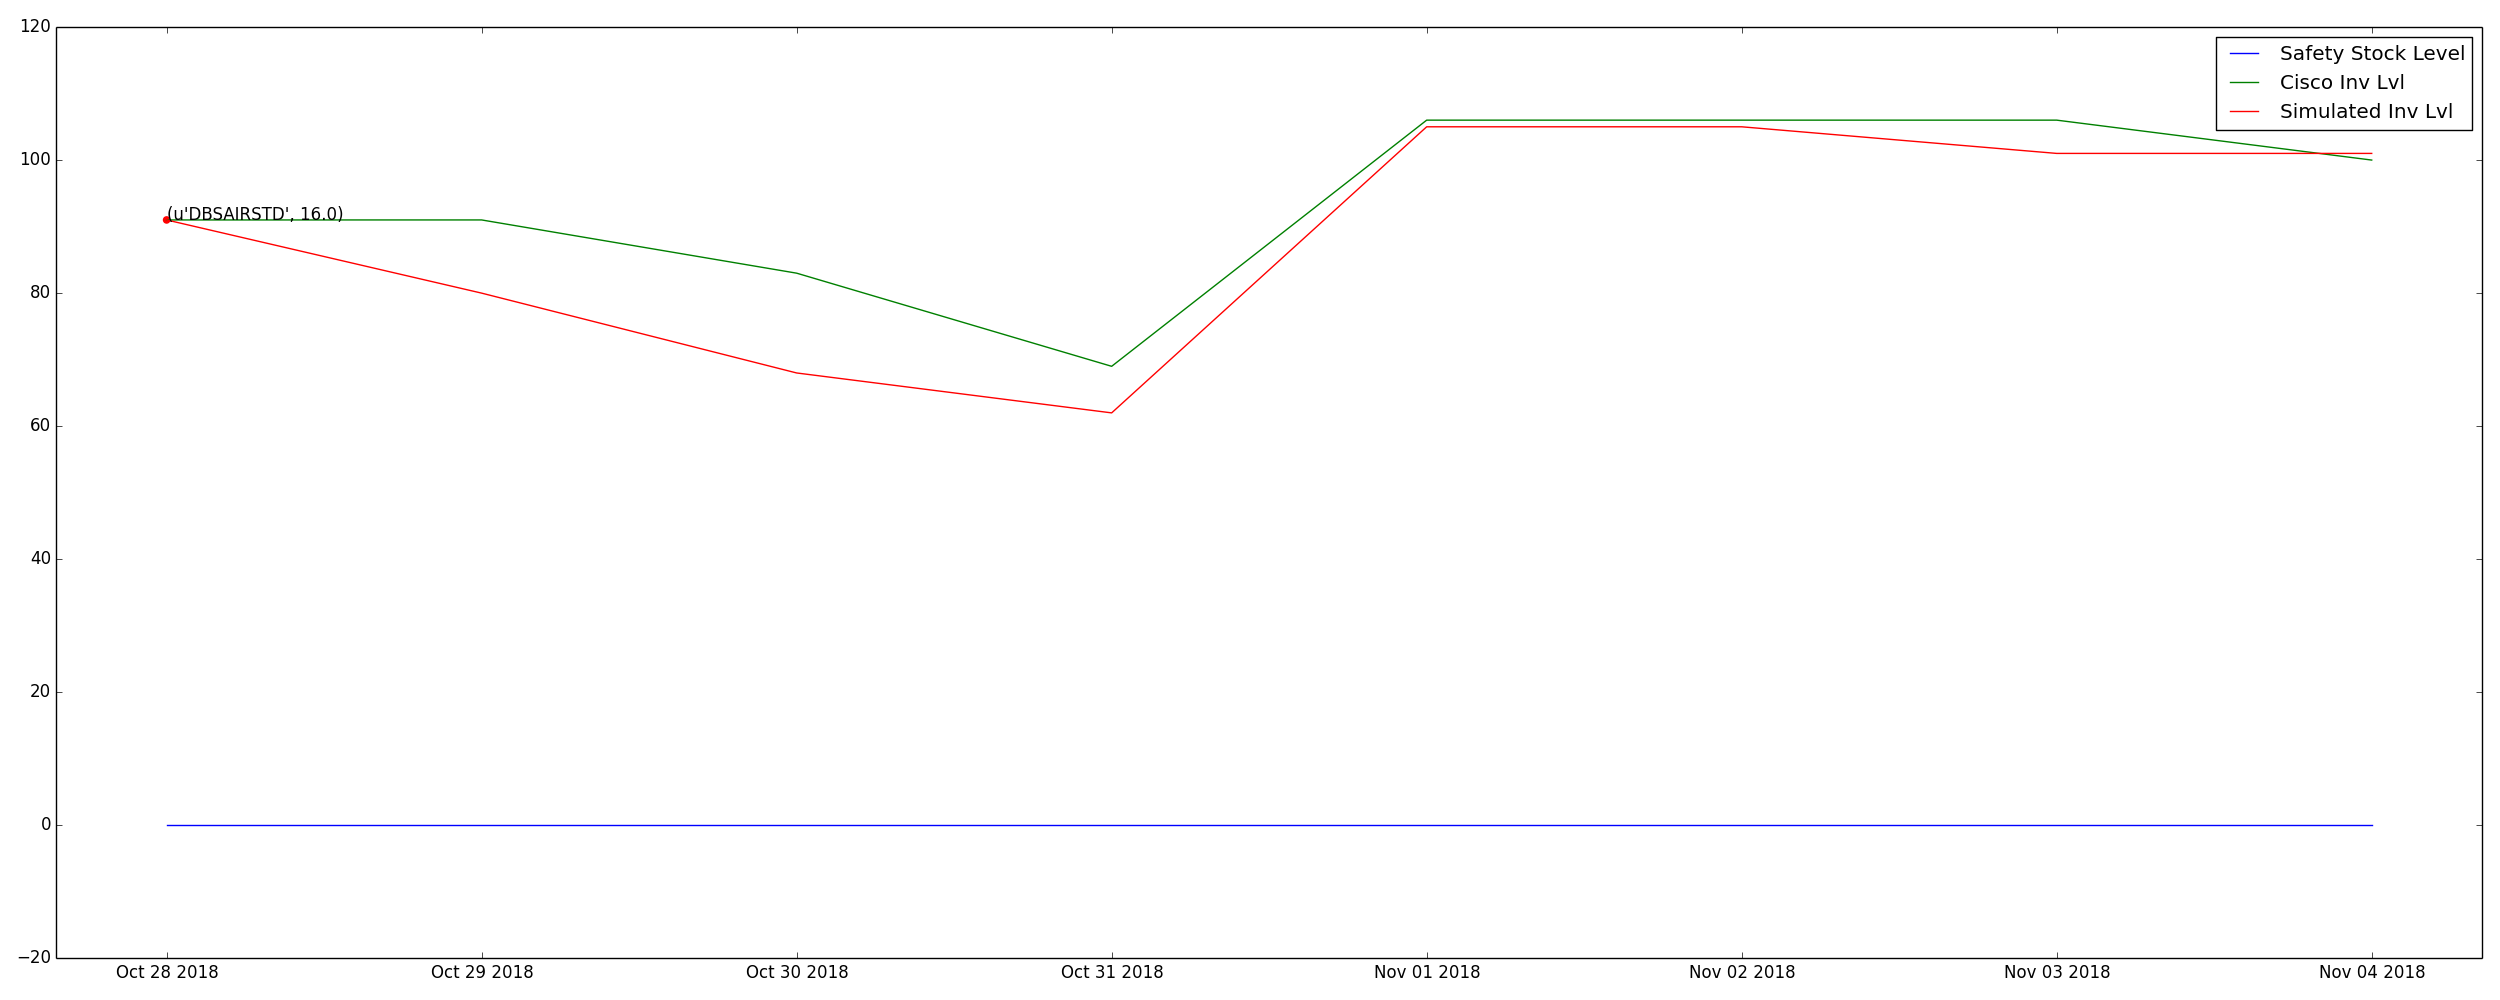 120
Safety Stock Level
Cisco Inv Lvl
Simulated Inv Lvl
100
(u'DBSAIRSTD', 16.0)
80
60
40
20
0
−20
Oct 28 2018 Oct 29 2018 Oct 30 2018 Oct 31 2018 Nov 01 2018 Nov 02 2018 Nov 03 2018 Nov 04 2018